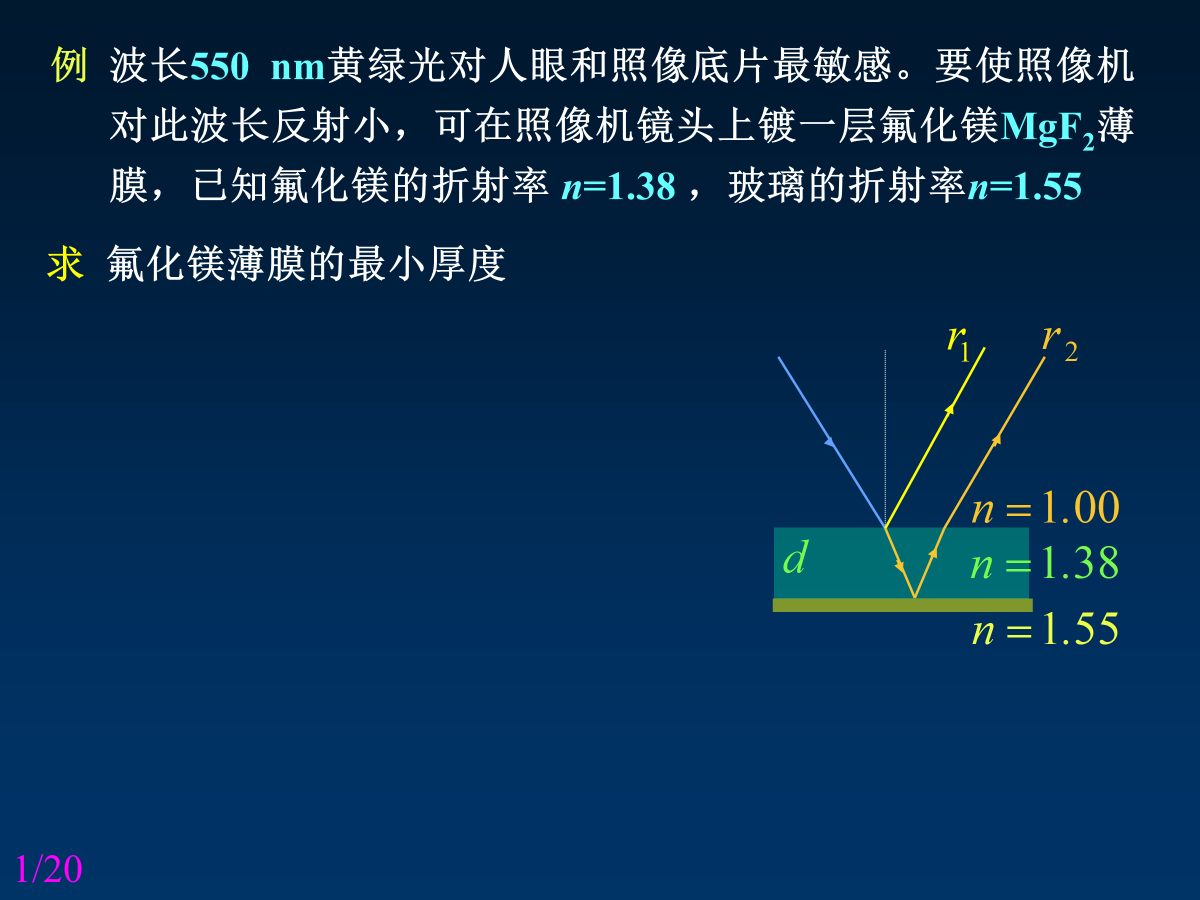 例 波长550 nm黄绿光对人眼和照像底片最敏感。要使照像机
对此波长反射小，可在照像机镜头上镀一层氟化镁MgF₂薄
膜，已知氟化镁的折射率 n=1.38 ，玻璃的折射率n=1.55
求 氟化镁薄膜的最小厚度
r₁ r₂
n = 1.00
d n = 1.38
n = 1.55
1/20